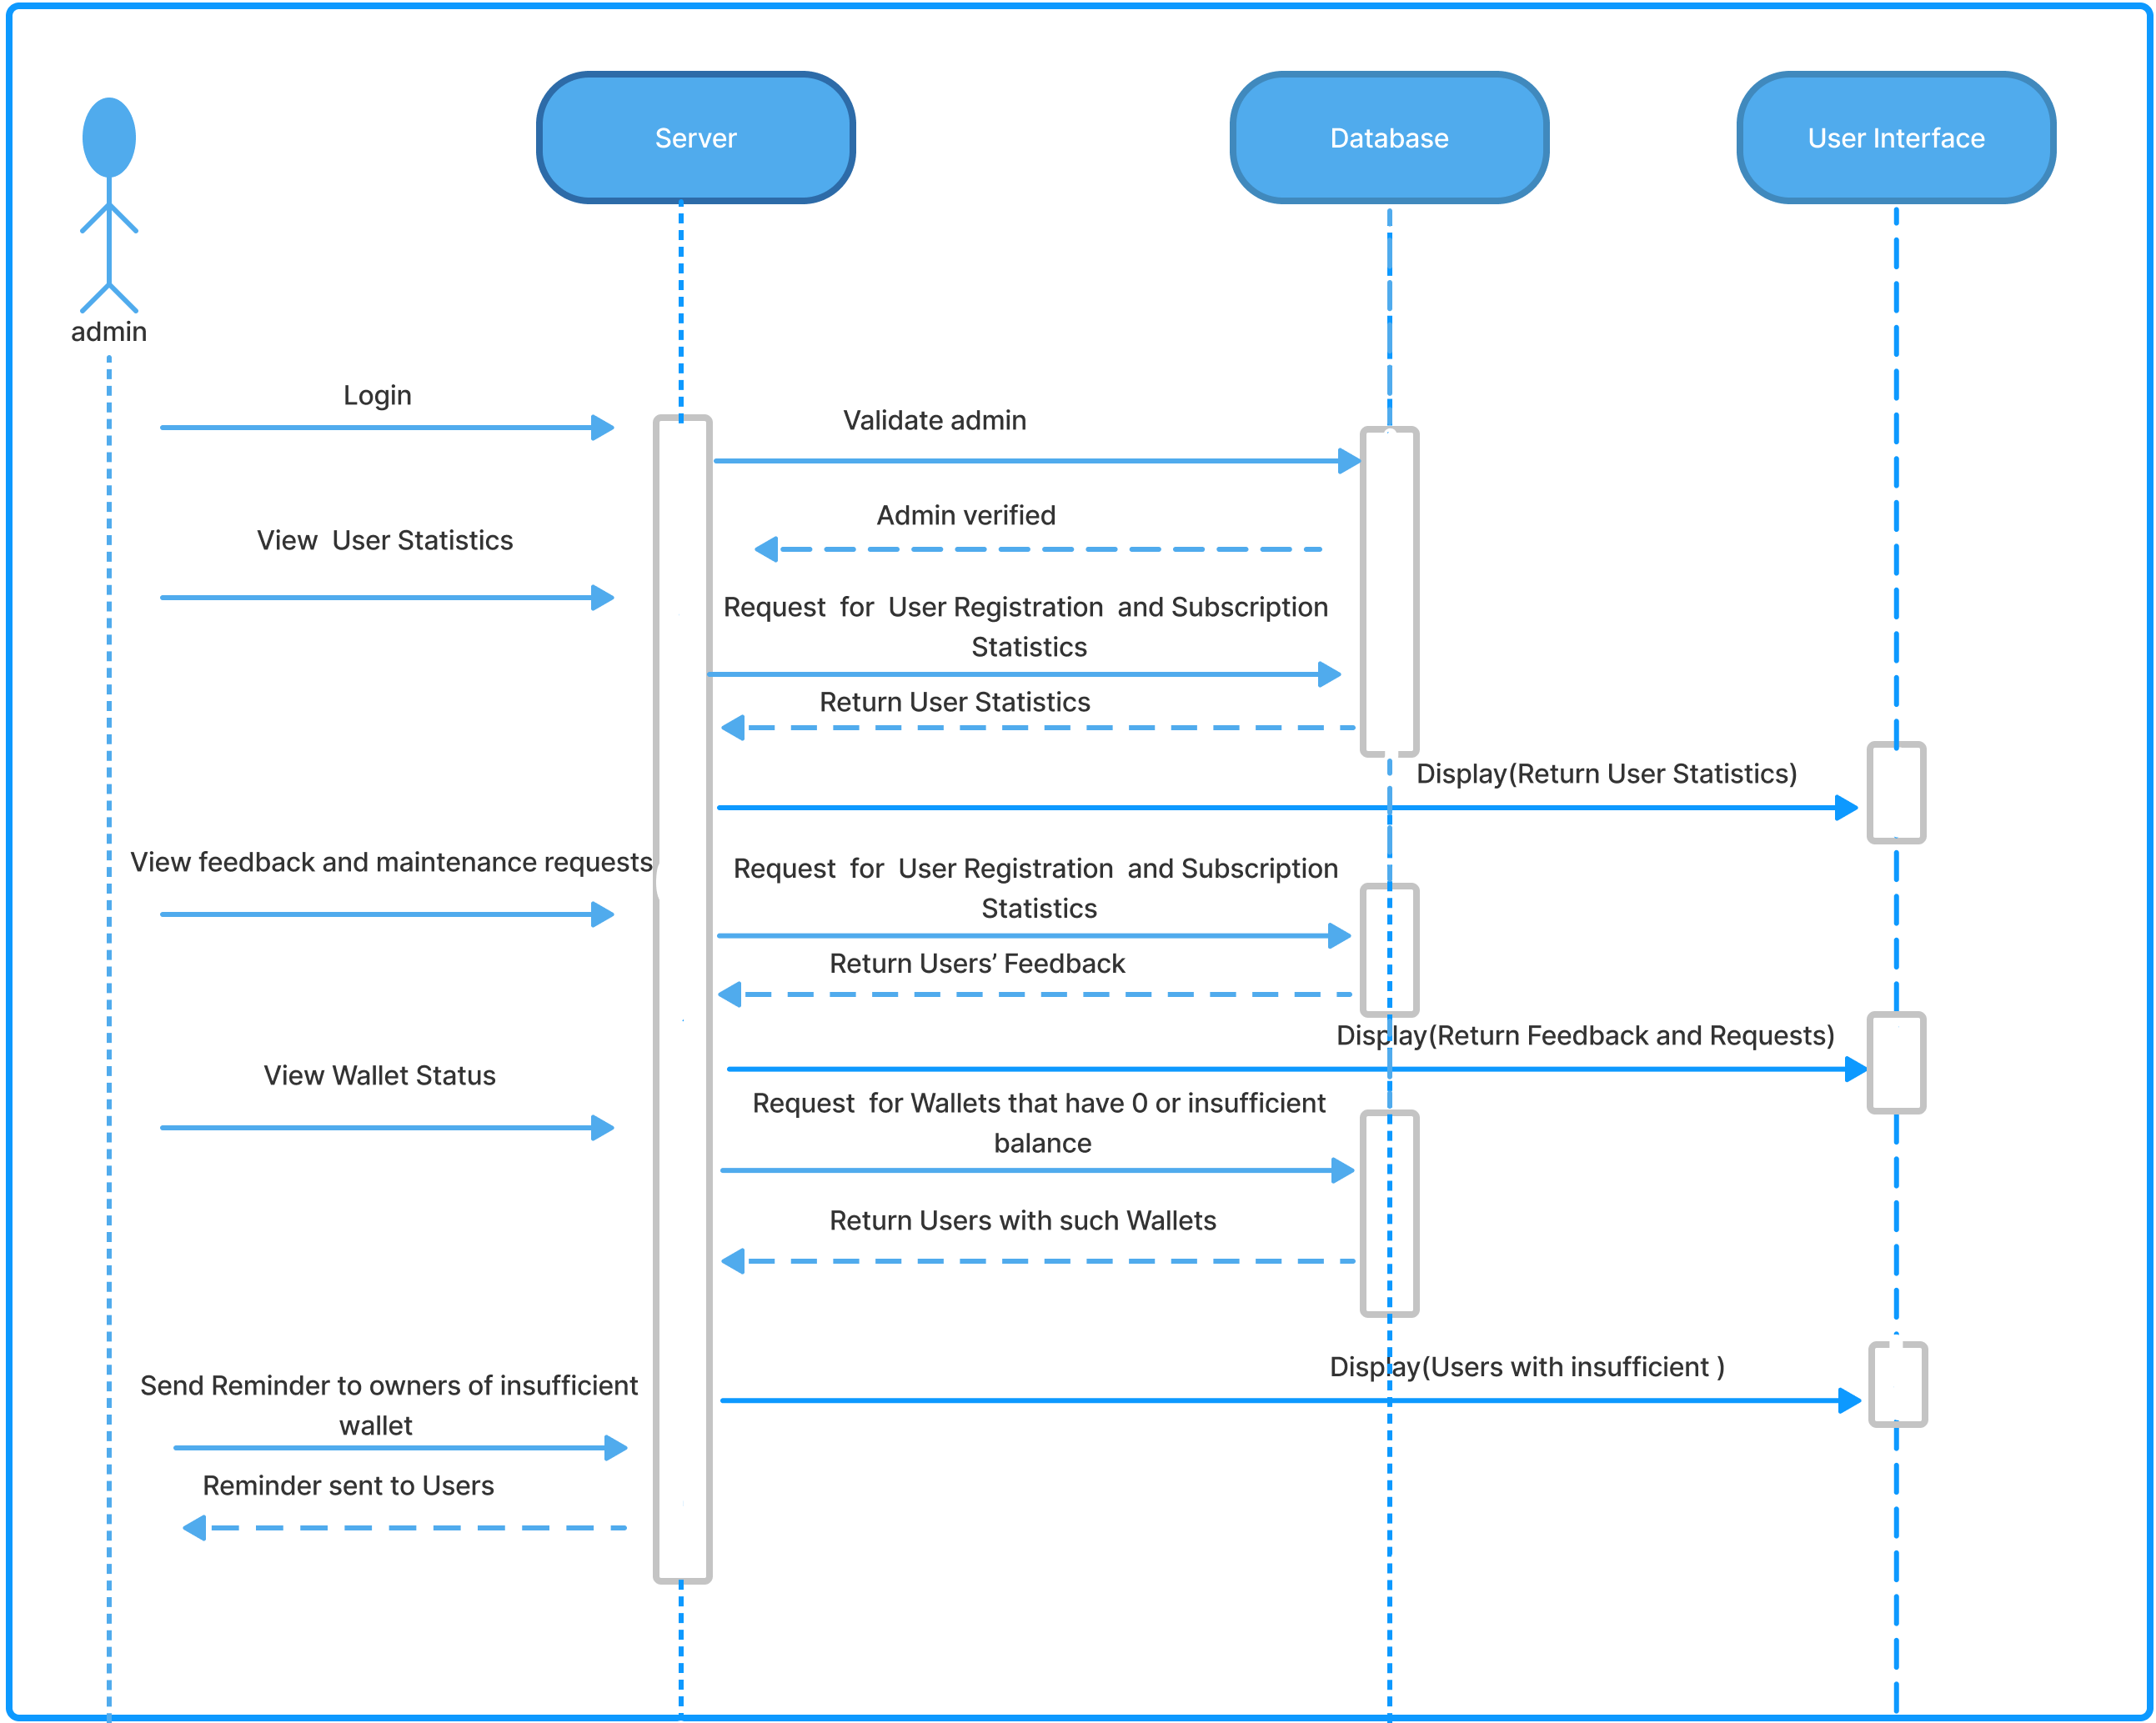 Server
Database
User Interface
admin
Login
Validate admin
Admin verified
View  User Statistics
Request  for  User Registration  and Subscription
Statistics
Return User Statistics
Display(Return User Statistics)
View feedback and maintenance requests
Request  for  User Registration  and Subscription
Statistics
Return Users’ Feedback
Display(Return Feedback and Requests)
View Wallet Status
Request  for Wallets that have 0 or insufficient
balance
Return Users with such Wallets
Display(Users with insufficient )
Send Reminder to owners of insufficient
wallet
Reminder sent to Users